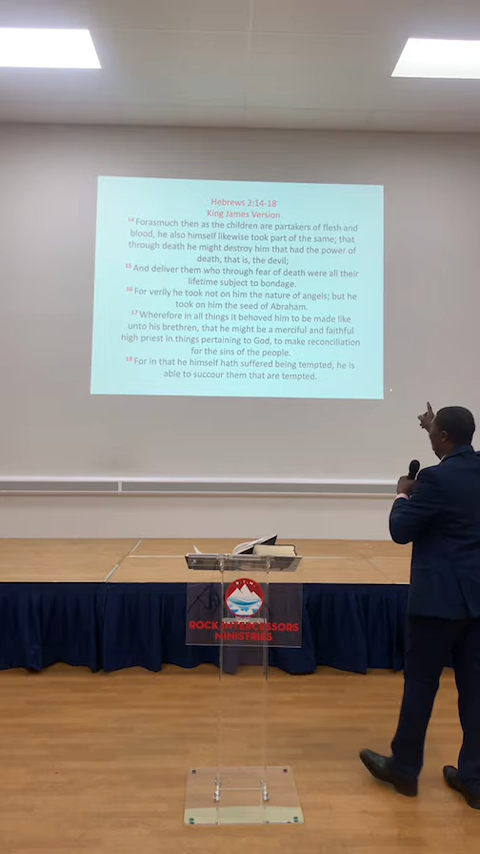 Hebrews 2:14-18
King James Version
14 Forasmuch then as the children are partakers of flesh and
blood, he also himself likewise took part of the same; that
through death he might destroy him that had the power of
death, that is, the devil;
15 And deliver them who through fear of death were all their
lifetime subject to bondage.
16 For verily he took not on him the nature of angels; but he
took on him the seed of Abraham.
17 Wherefore in all things it behoved him to be made like
unto his brethren, that he might be a merciful and faithful
high priest in things pertaining to God, to make reconciliation
for the sins of the people.
18 For in that he himself hath suffered being tempted, he is
able to succour them that are tempted.
ROCK INTERCESSORS
MINISTRIES